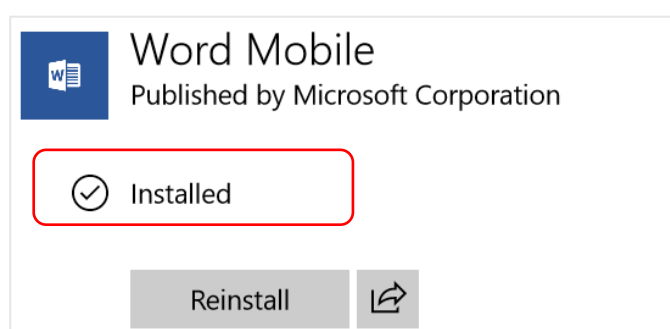 Word Mobile
Published by Microsoft Corporation
W
Installed
Reinstall